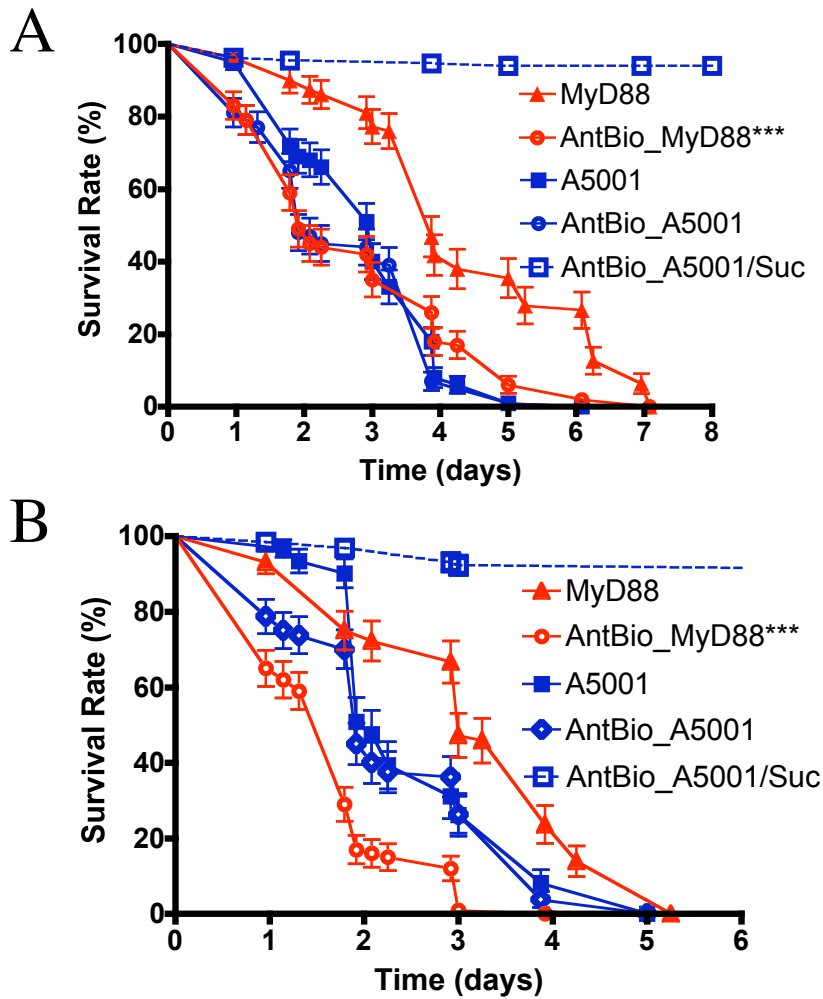 A
100
80
60
40
20
0
Survival Rate (%)
MyD88
AntBio_MyD88***
A5001
AntBio_A5001
AntBio_A5001/Suc
0 1 2 3 4 5 6 7 8
Time (days)
B
100
80
60
40
20
0
Survival Rate (%)
MyD88
AntBio_MyD88***
A5001
AntBio_A5001
AntBio_A5001/Suc
0 1 2 3 4 5 6
Time (days)